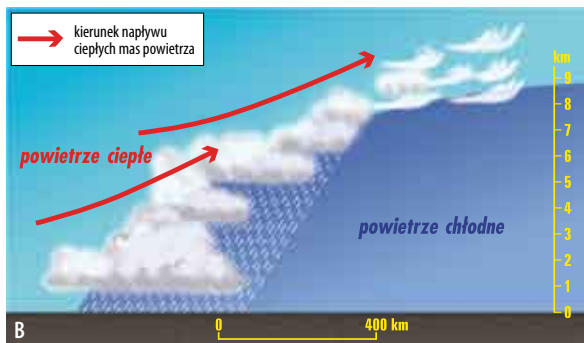 kierunek napływu
ciepłych mas powietrza
km
9
8
powietrze ciepłe
7
6
5
4
powietrze chłodne
3
2
1
0
B
0
400 km